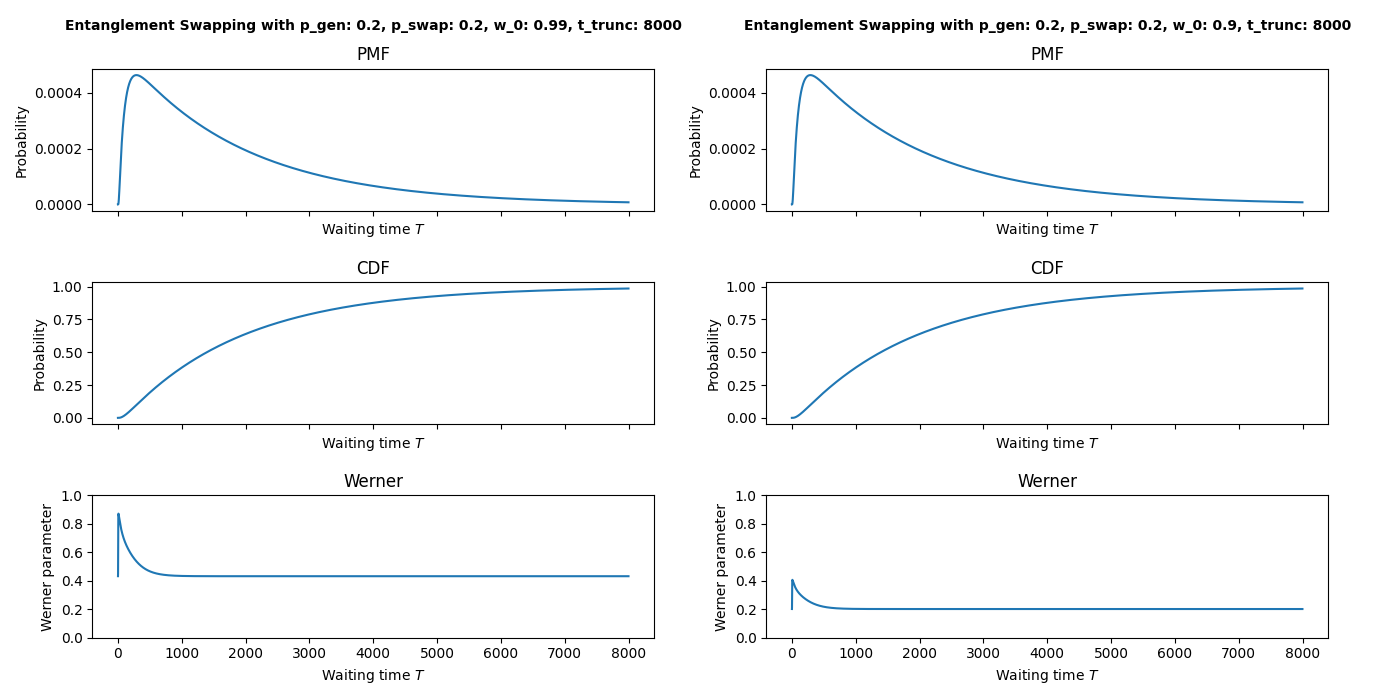 Entanglement Swapping with p_gen: 0.2, p_swap: 0.2, w_0: 0.99, t_trunc: 8000
PMF
Probability
0.0004
0.0002
0.0000
Waiting time T
CDF
Probability
1.00
0.75
0.50
0.25
0.00
Waiting time T
Werner
Werner parameter
1.0
0.8
0.6
0.4
0.2
0.0
0 1000 2000 3000 4000 5000 6000 7000 8000
Waiting time T
Entanglement Swapping with p_gen: 0.2, p_swap: 0.2, w_0: 0.9, t_trunc: 8000
PMF
Probability
0.0004
0.0002
0.0000
Waiting time T
CDF
Probability
1.00
0.75
0.50
0.25
0.00
Waiting time T
Werner
Werner parameter
1.0
0.8
0.6
0.4
0.2
0.0
0 1000 2000 3000 4000 5000 6000 7000 8000
Waiting time T